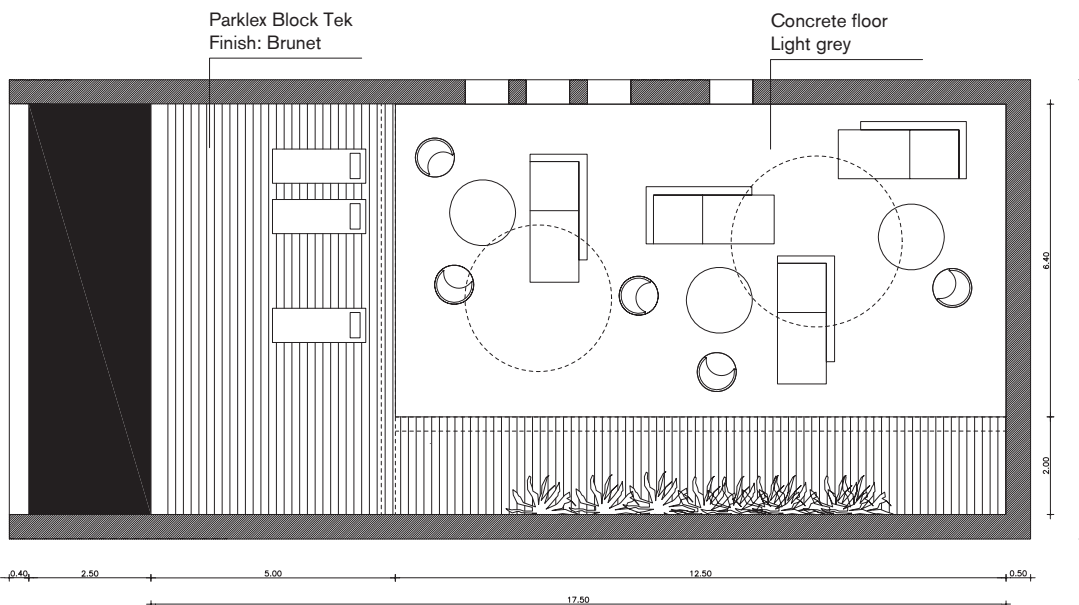 Parklex Block Tek
Finish: Brunet
Concrete floor
Light grey
6.40
2.00
0.40
2.50
5.00
12.50
0.50
17.50